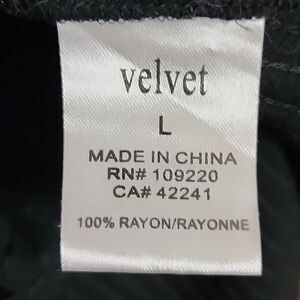 velvet
L
MADE IN CHINA
RN# 109220
CA# 42241
100% RAYON/RAYONNE